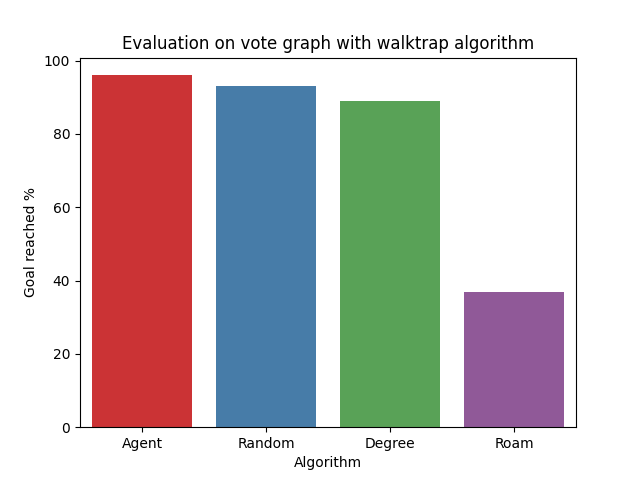 Evaluation on vote graph with walktrap algorithm
100
80
60
40
20
0
Goal reached %
Agent
Random
Degree
Roam
Algorithm